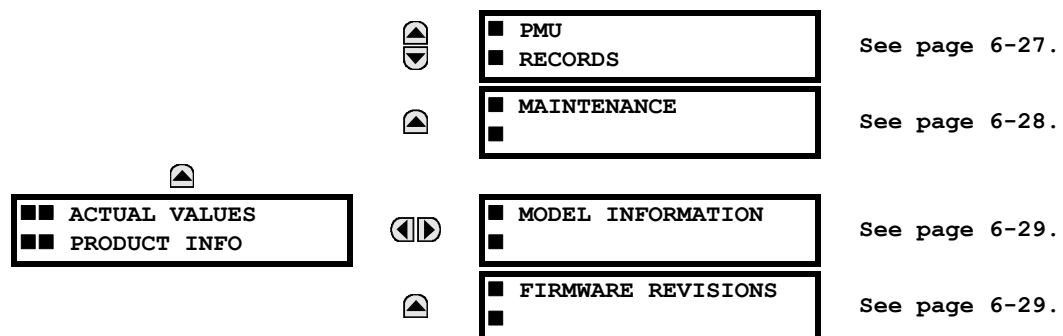 ■ PMU
■ RECORDS
See page 6-27.
■ MAINTENANCE
■
See page 6-28.
■■ ACTUAL VALUES
■■ PRODUCT INFO
■ MODEL INFORMATION
■
See page 6-29.
■ FIRMWARE REVISIONS
■
See page 6-29.